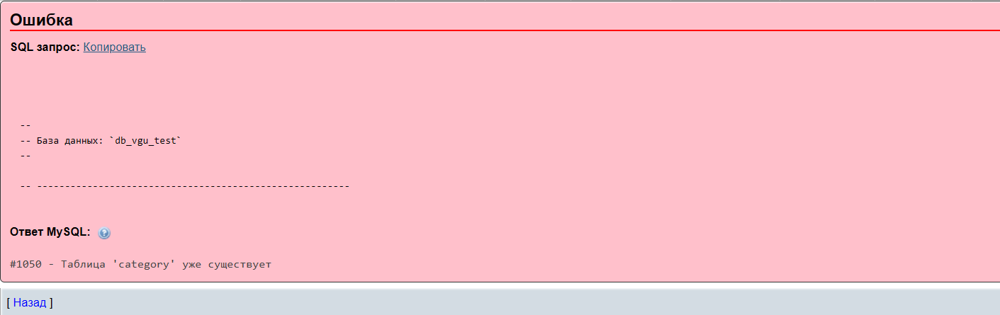 Ошибка
SQL запрос: Копировать
--
-- База данных: `db_vgu_test`
--
-- --------------------------------------------------------
Ответ MySQL:
#1050 - Таблица 'category' уже существует
[ Назад ]